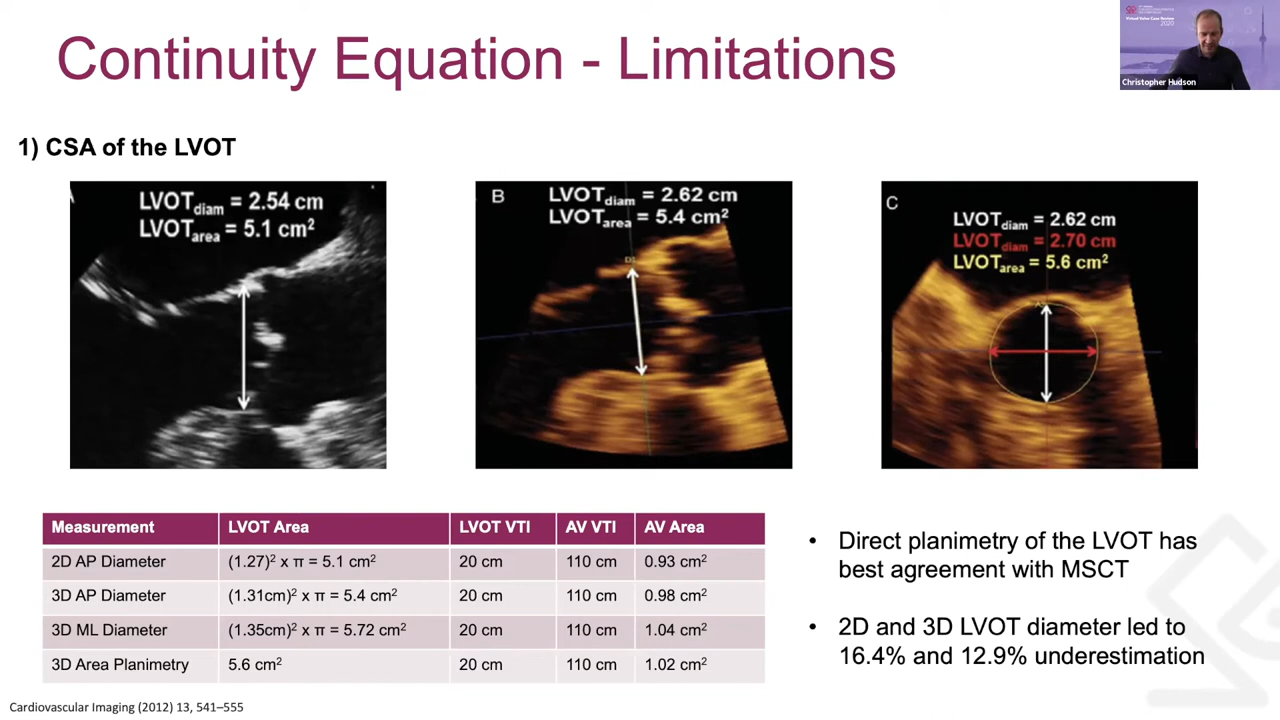 Continuity Equation - Limitations
Virtual Valve Case Review
2020
Christopher Hudson
1) CSA of the LVOT
LVOTdiam = 2.54 cm
LVOTarea = 5.1 cm²
B
LVOTdiam = 2.62 cm
LVOTarea = 5.4 cm²
D1
C
LVOTdiam = 2.62 cm
LVOTdiam = 2.70 cm
LVOTarea = 5.6 cm²
Measurement LVOT Area LVOT VTI AV VTI AV Area
2D AP Diameter (1.27)² x π = 5.1 cm² 20 cm 110 cm 0.93 cm²
3D AP Diameter (1.31cm)² x π = 5.4 cm² 20 cm 110 cm 0.98 cm²
3D ML Diameter (1.35cm)² x π = 5.72 cm² 20 cm 110 cm 1.04 cm²
3D Area Planimetry 5.6 cm² 20 cm 110 cm 1.02 cm²
• Direct planimetry of the LVOT has
best agreement with MSCT
• 2D and 3D LVOT diameter led to
16.4% and 12.9% underestimation
Cardiovascular Imaging (2012) 13, 541–555